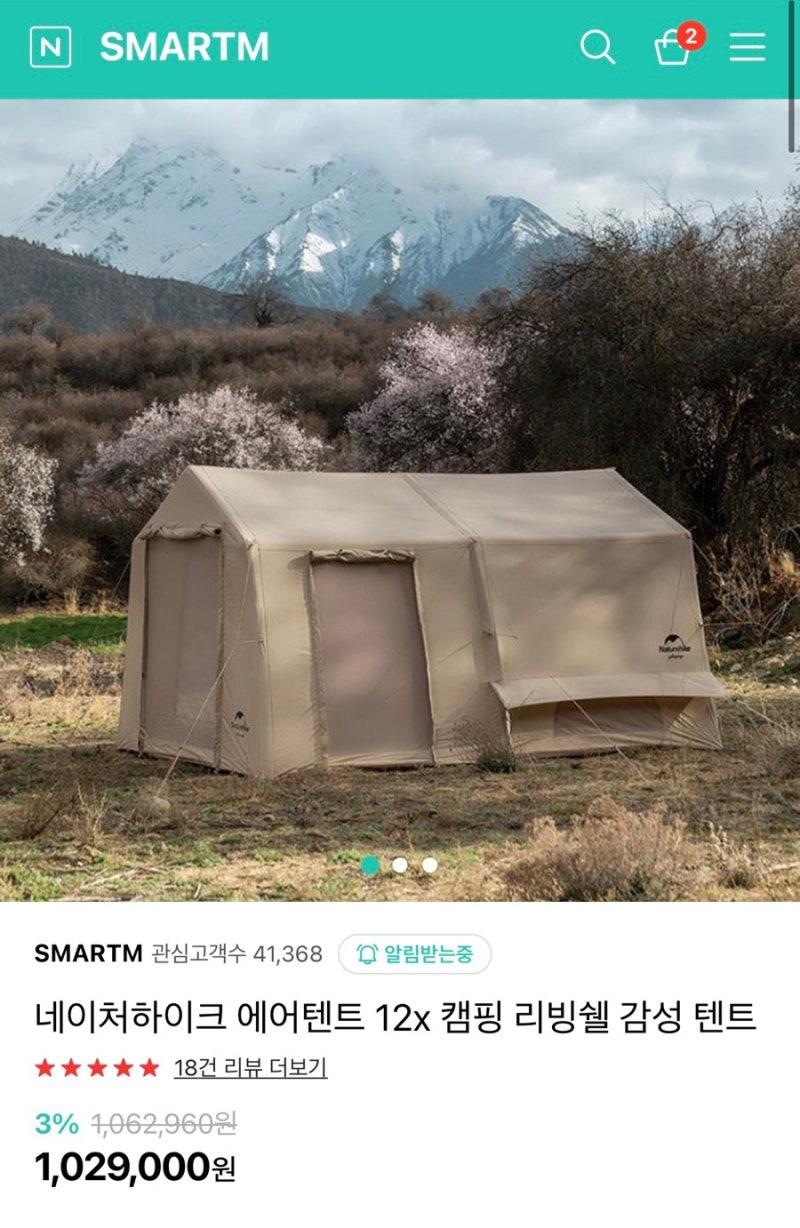 N SMARTM 2
Naturehike
Naturehike
SMARTM 관심고객수 41,368 알림받는중
네이처하이크 에어텐트 12x 캠핑 리빙쉘 감성 텐트
18건 리뷰 더보기
3% 1,062,960원
1,029,000원